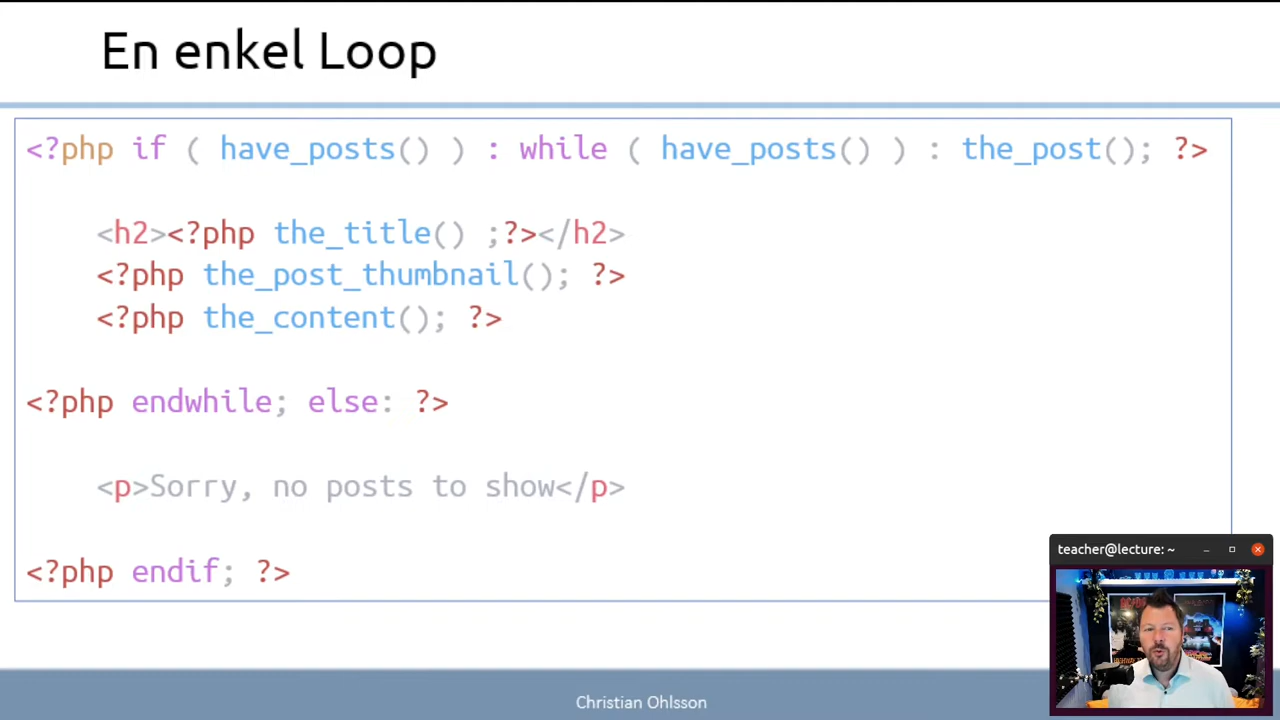 En enkel Loop
<?php if ( have_posts() ) : while ( have_posts() ) : the_post(); ?>
<h2><?php the_title() ;?></h2>
<?php the_post_thumbnail(); ?>
<?php the_content(); ?>
<?php endwhile; else: ?>
<p>Sorry, no posts to show</p>
<?php endif; ?>
teacher@lecture: ~
Christian Ohlsson